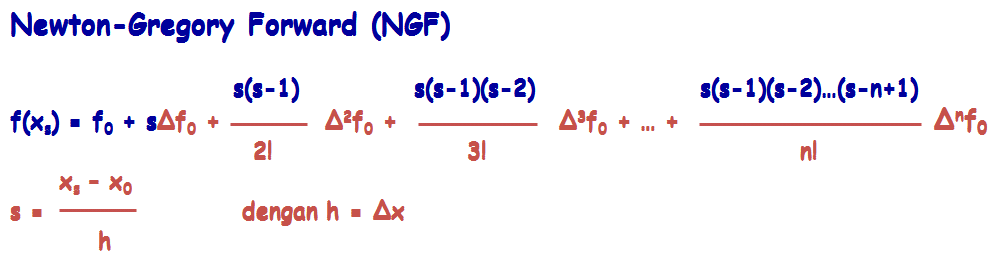 Newton-Gregory Forward (NGF)
s(s-1) s(s-1)(s-2) s(s-1)(s-2)...(s-n+1)
f(xₛ) = f₀ + sΔf₀ + ――― Δ²f₀ + ――― Δ³f₀ + ... + ――― Δⁿf₀
2! 3! n!
xₛ - x₀
s = ――― dengan h = Δx
h